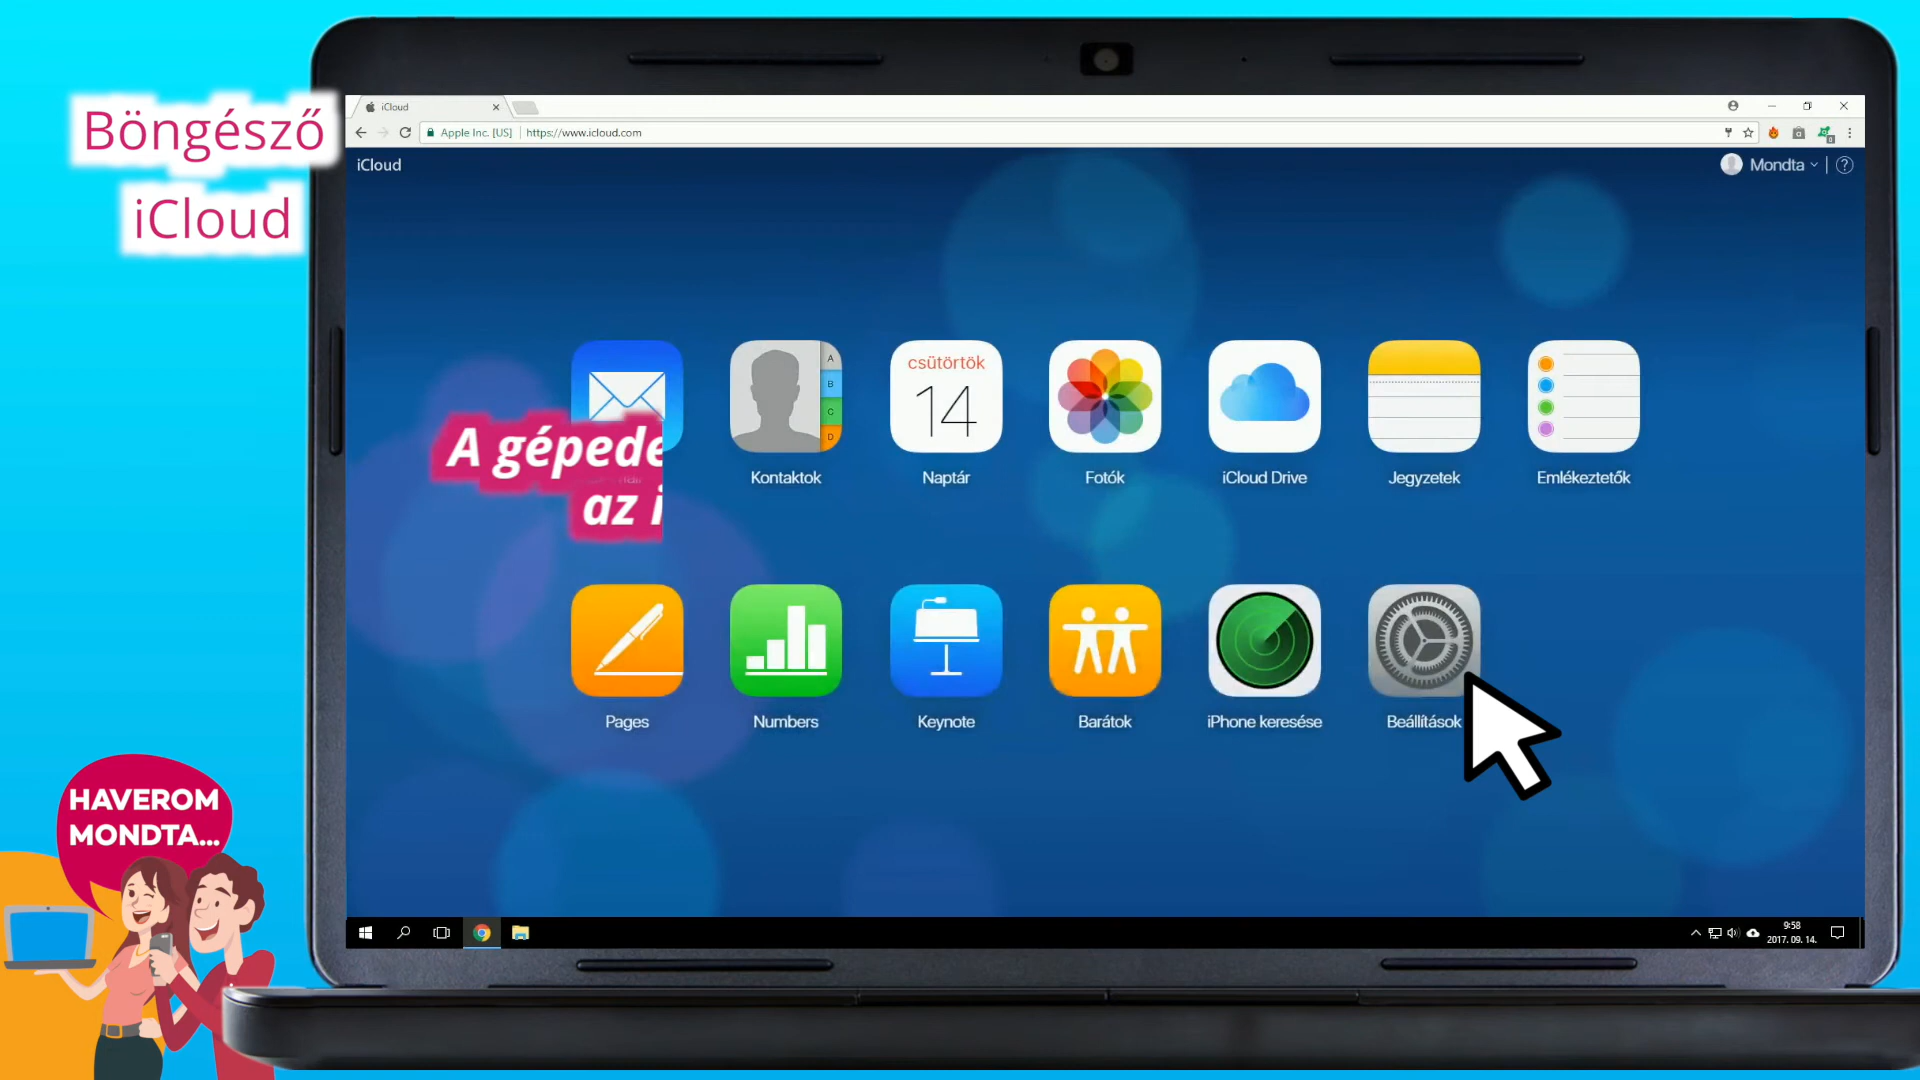 Böngésző
iCloud
iCloud
Apple Inc. [US]
https://www.icloud.com
iCloud
Mondta
A
B
C
D
csütörtök
14
A gépede
az i
Kontaktok
Naptár
Fotók
iCloud Drive
Jegyzetek
Emlékeztetők
Pages
Numbers
Keynote
Barátok
iPhone keresése
Beállítások
HAVEROM
MONDTA...
9:58
2017. 09. 14.